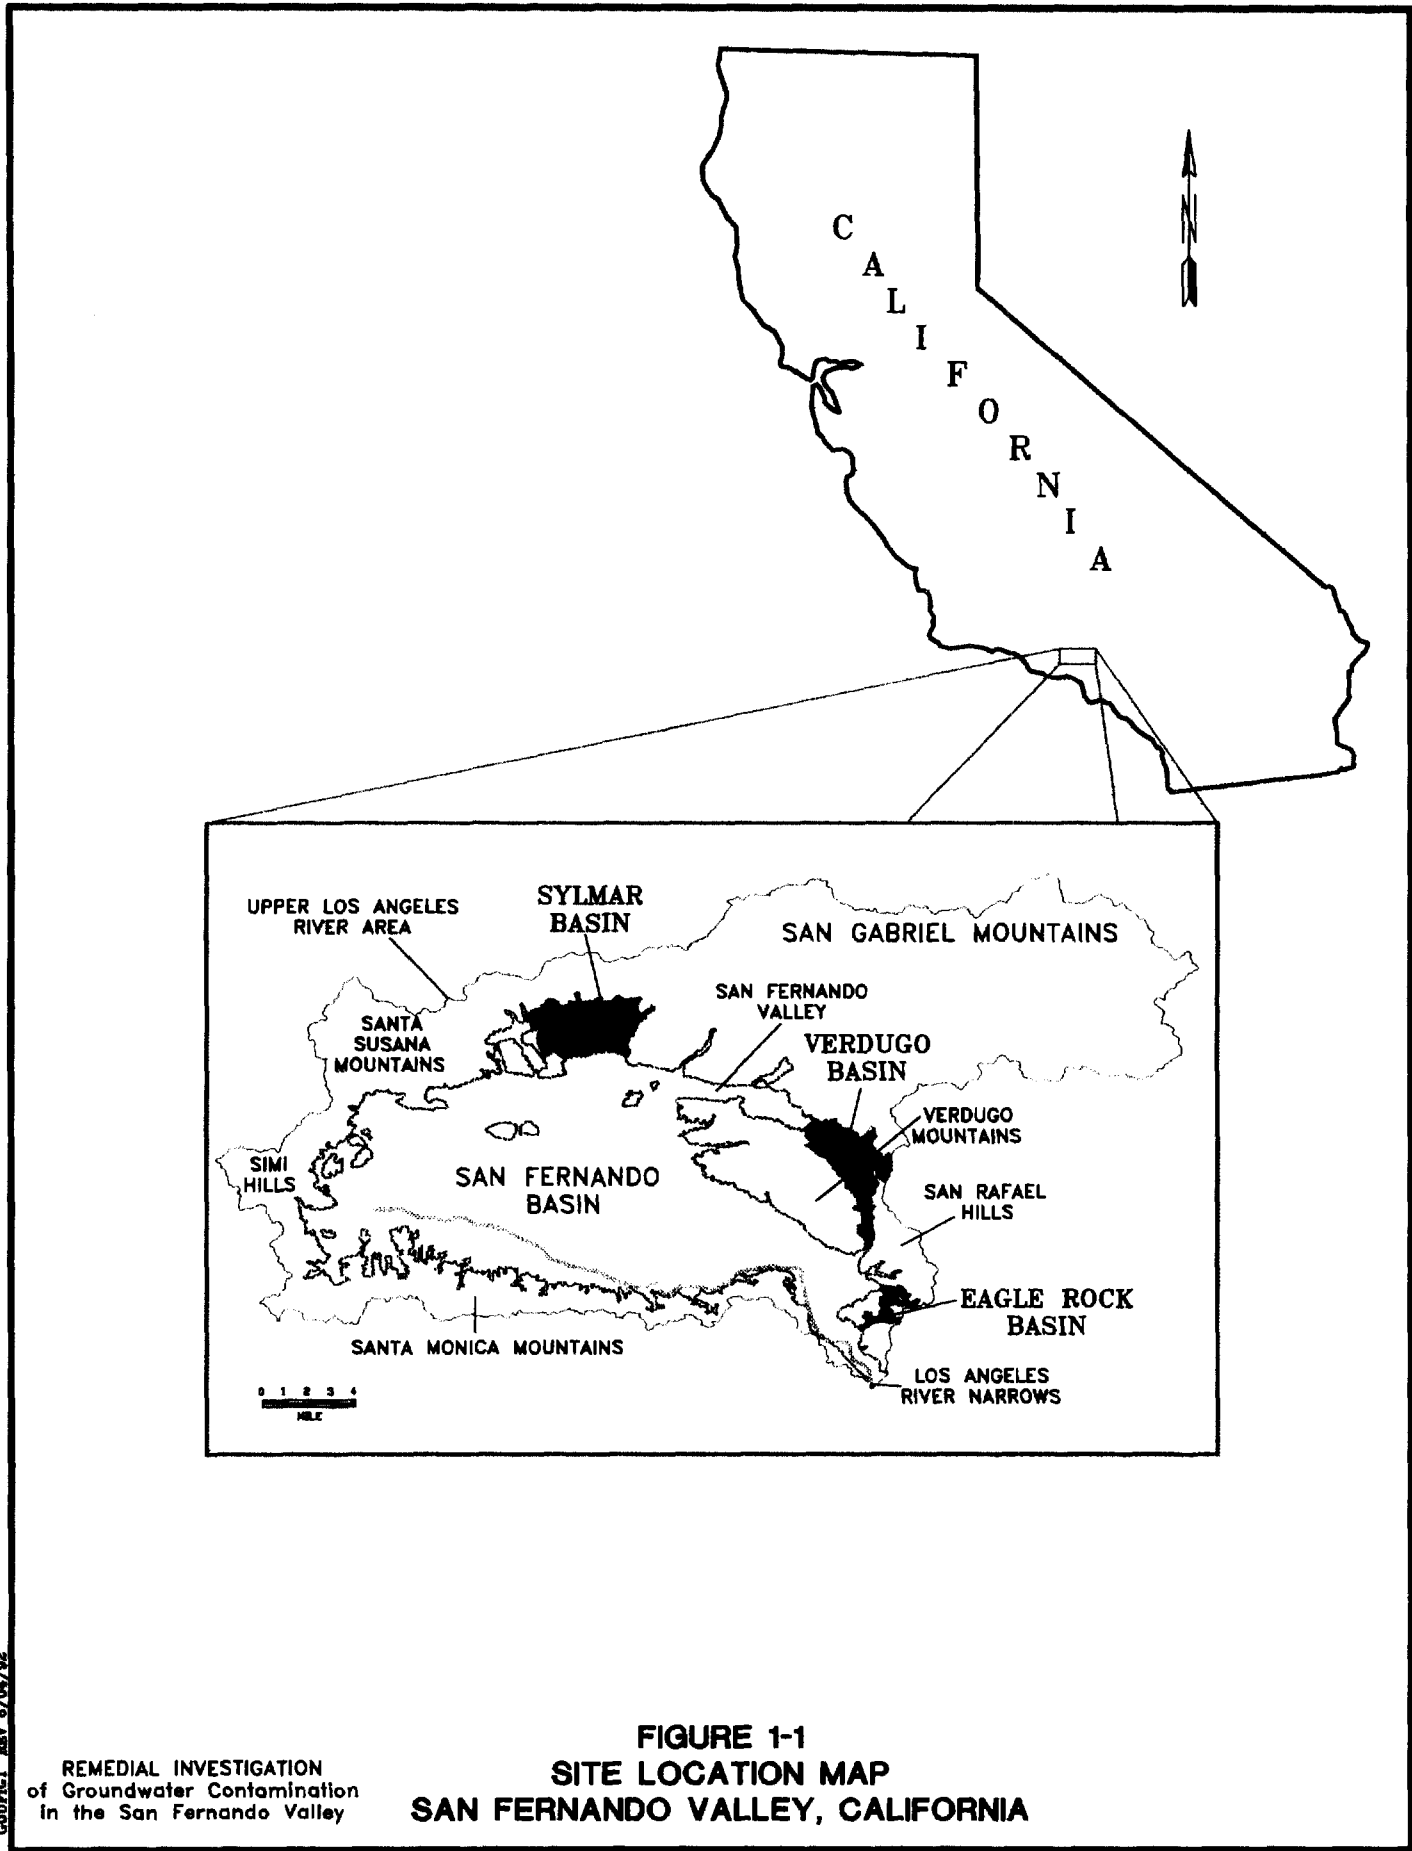 N
C
A
L
I
F
O
R
N
I
A
UPPER LOS ANGELES
RIVER AREA
SYLMAR
BASIN
SAN GABRIEL MOUNTAINS
SAN FERNANDO
VALLEY
SANTA
SUSANA
MOUNTAINS
VERDUGO
BASIN
VERDUGO
MOUNTAINS
SIMI
HILLS
SAN FERNANDO
BASIN
SAN RAFAEL
HILLS
EAGLE ROCK
BASIN
SANTA MONICA MOUNTAINS
LOS ANGELES
RIVER NARROWS
0 1 2 3 4
MILE
REMEDIAL INVESTIGATION
of Groundwater Contamination
in the San Fernando Valley
FIGURE 1-1
SITE LOCATION MAP
SAN FERNANDO VALLEY, CALIFORNIA